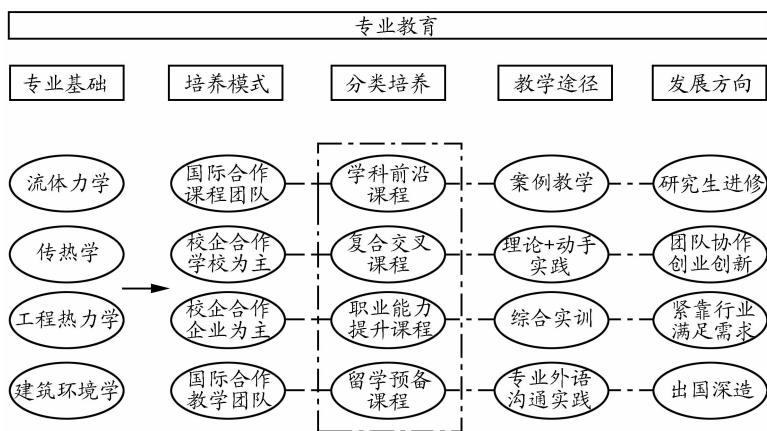 专业教育
专业基础
培养模式
分类培养
教学途径
发展方向
流体力学
国际合作
课程团队
学科前沿
课程
案例教学
研究生进修
传热学
校企合作
学校为主
复合交叉
课程
理论+动手
实践
团队协作
创业创新
工程热力学
校企合作
企业为主
职业能力
提升课程
综合实训
紧靠行业
满足需求
建筑环境学
国际合作
教学团队
留学预备
课程
专业外语
沟通实践
出国深造